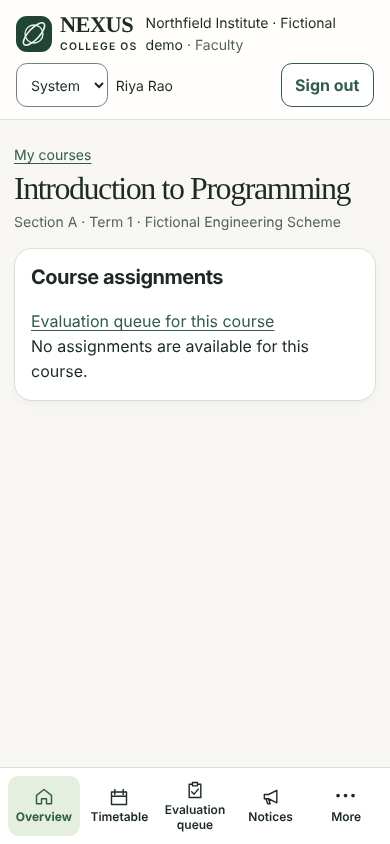 NEXUS
COLLEGE OS
Northfield Institute · Fictional
demo · Faculty
System
Riya Rao
Sign out
My courses
Introduction to Programming
Section A · Term 1 · Fictional Engineering Scheme
Course assignments
Evaluation queue for this course
No assignments are available for this
course.
Overview
Timetable
Evaluation
queue
Notices
More